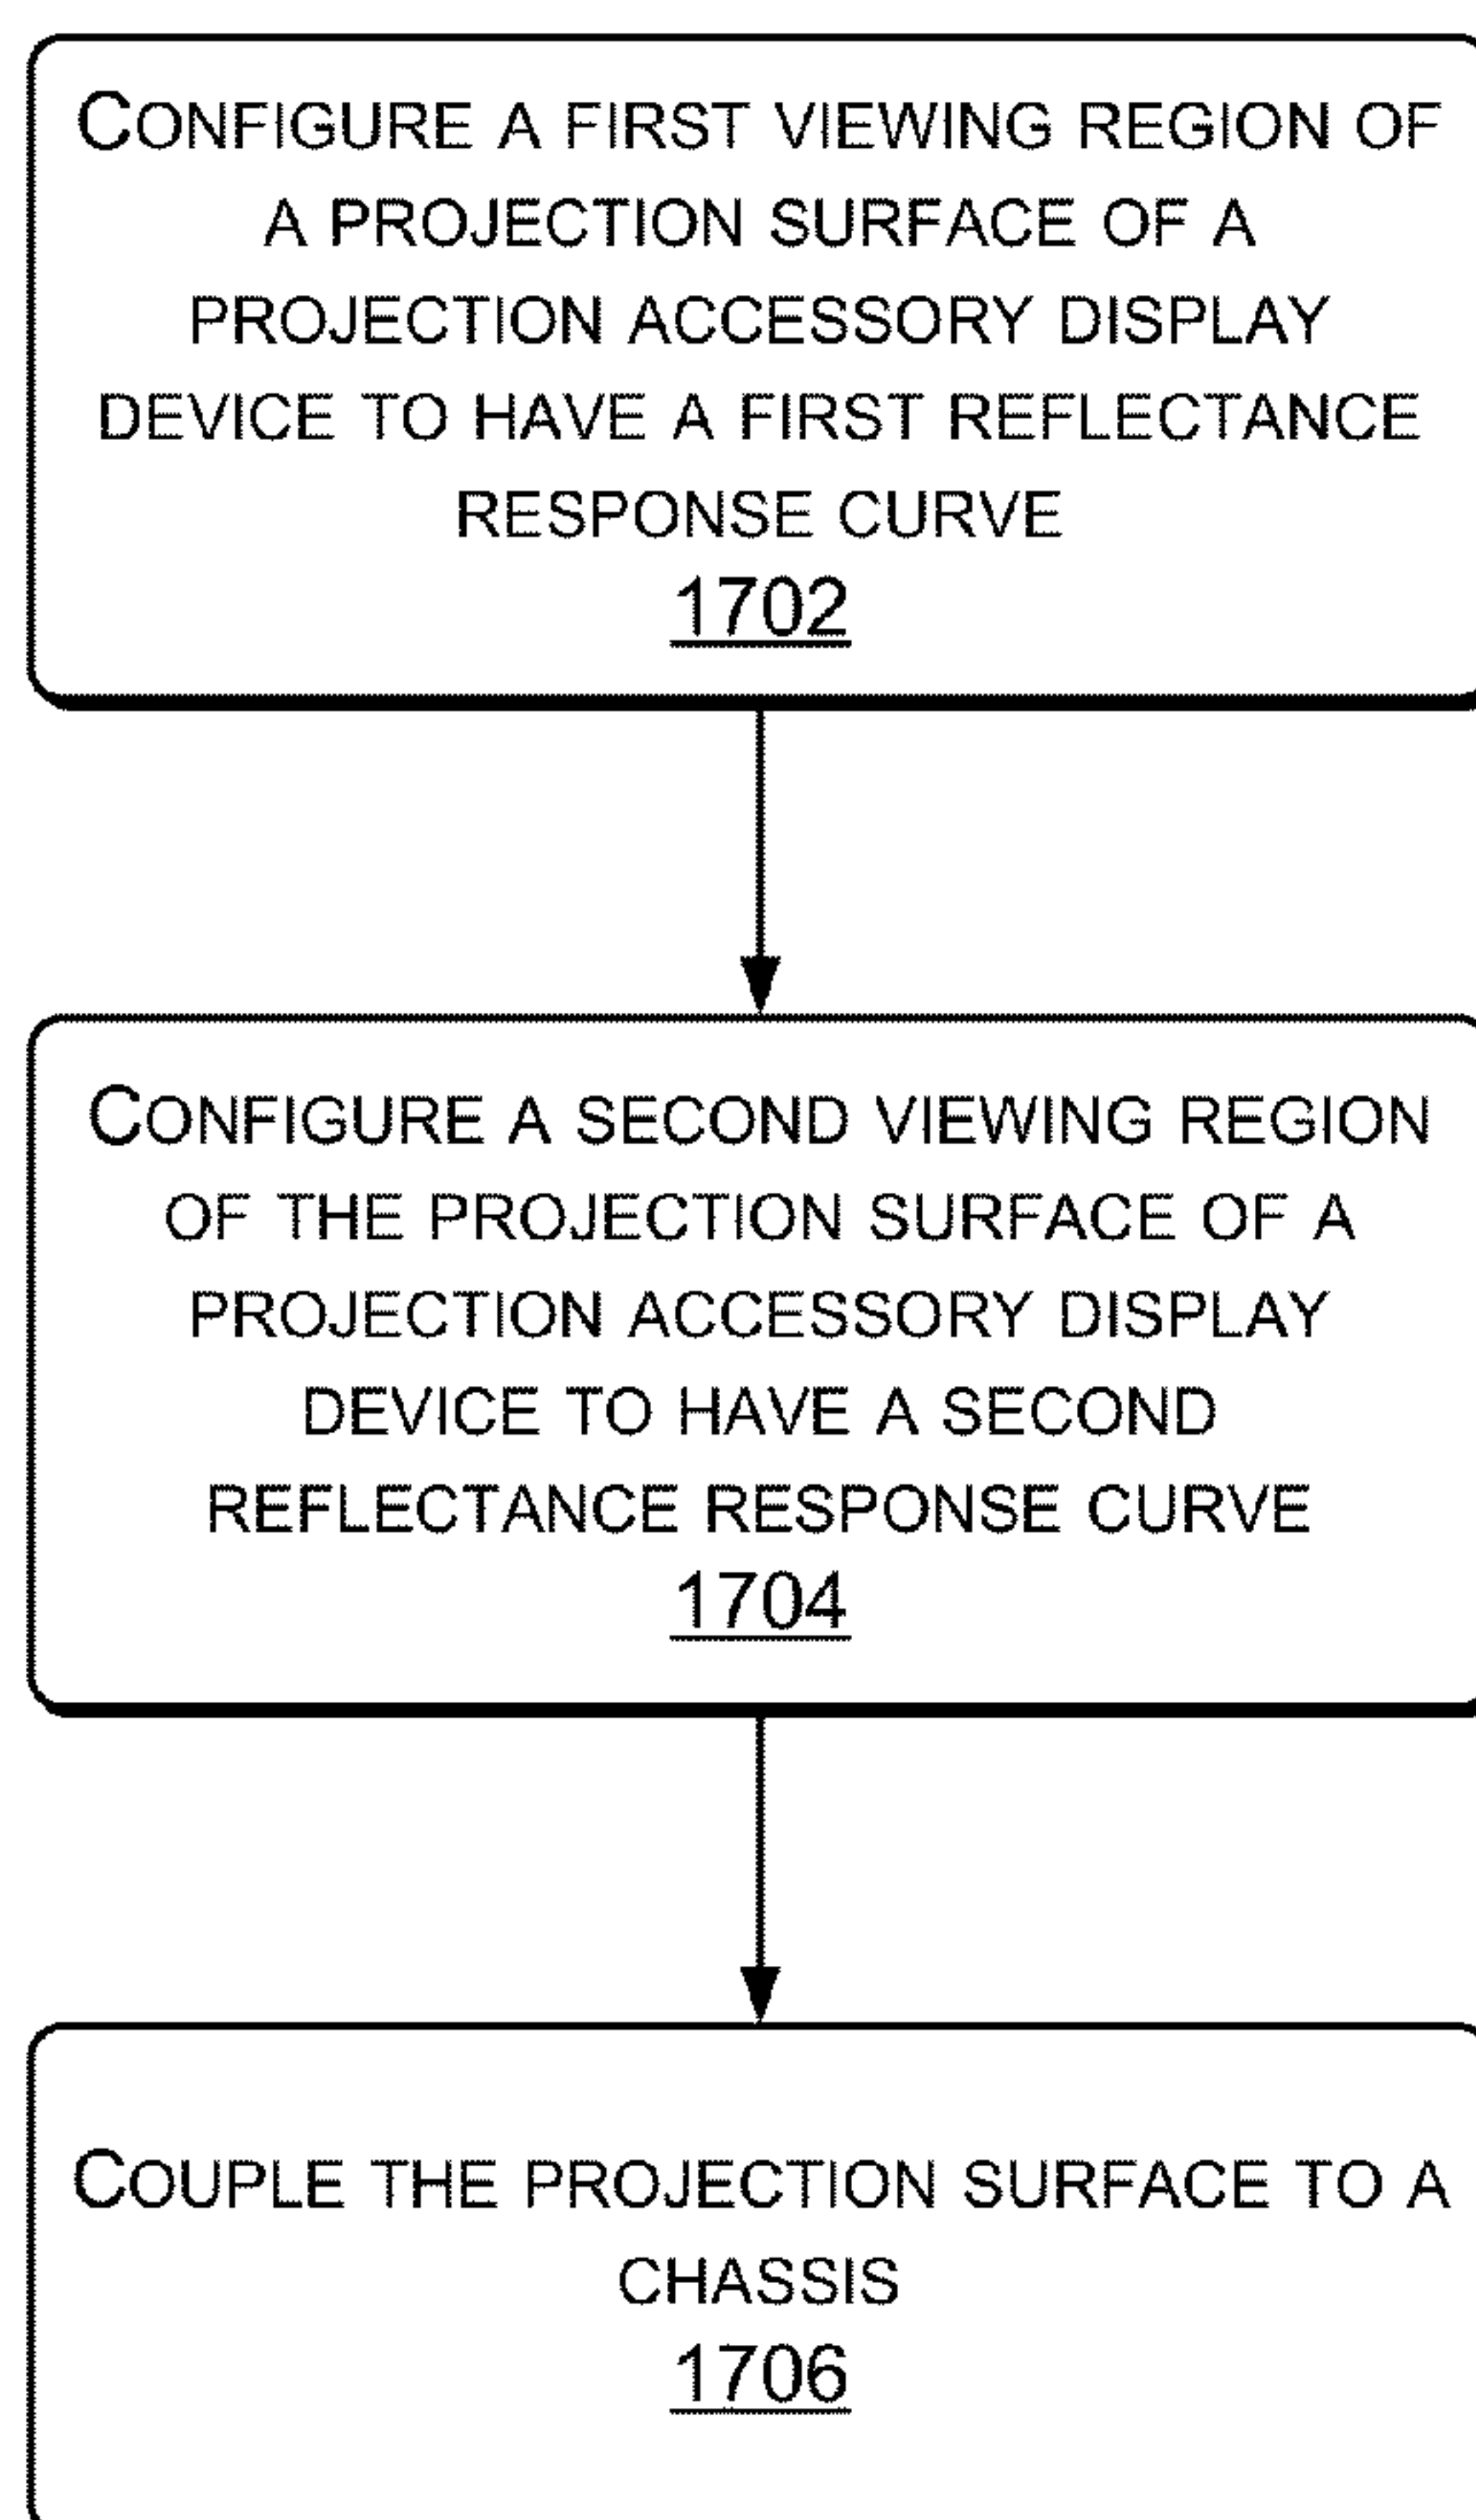 CONFIGURE A FIRST VIEWING REGION OF
A PROJECTION SURFACE OF A
PROJECTION ACCESSORY DISPLAY
DEVICE TO HAVE A FIRST REFLECTANCE
RESPONSE CURVE
1702
CONFIGURE A SECOND VIEWING REGION
OF THE PROJECTION SURFACE OF A
PROJECTION ACCESSORY DISPLAY
DEVICE TO HAVE A SECOND
REFLECTANCE RESPONSE CURVE
1704
COUPLE THE PROJECTION SURFACE TO A
CHASSIS
1706